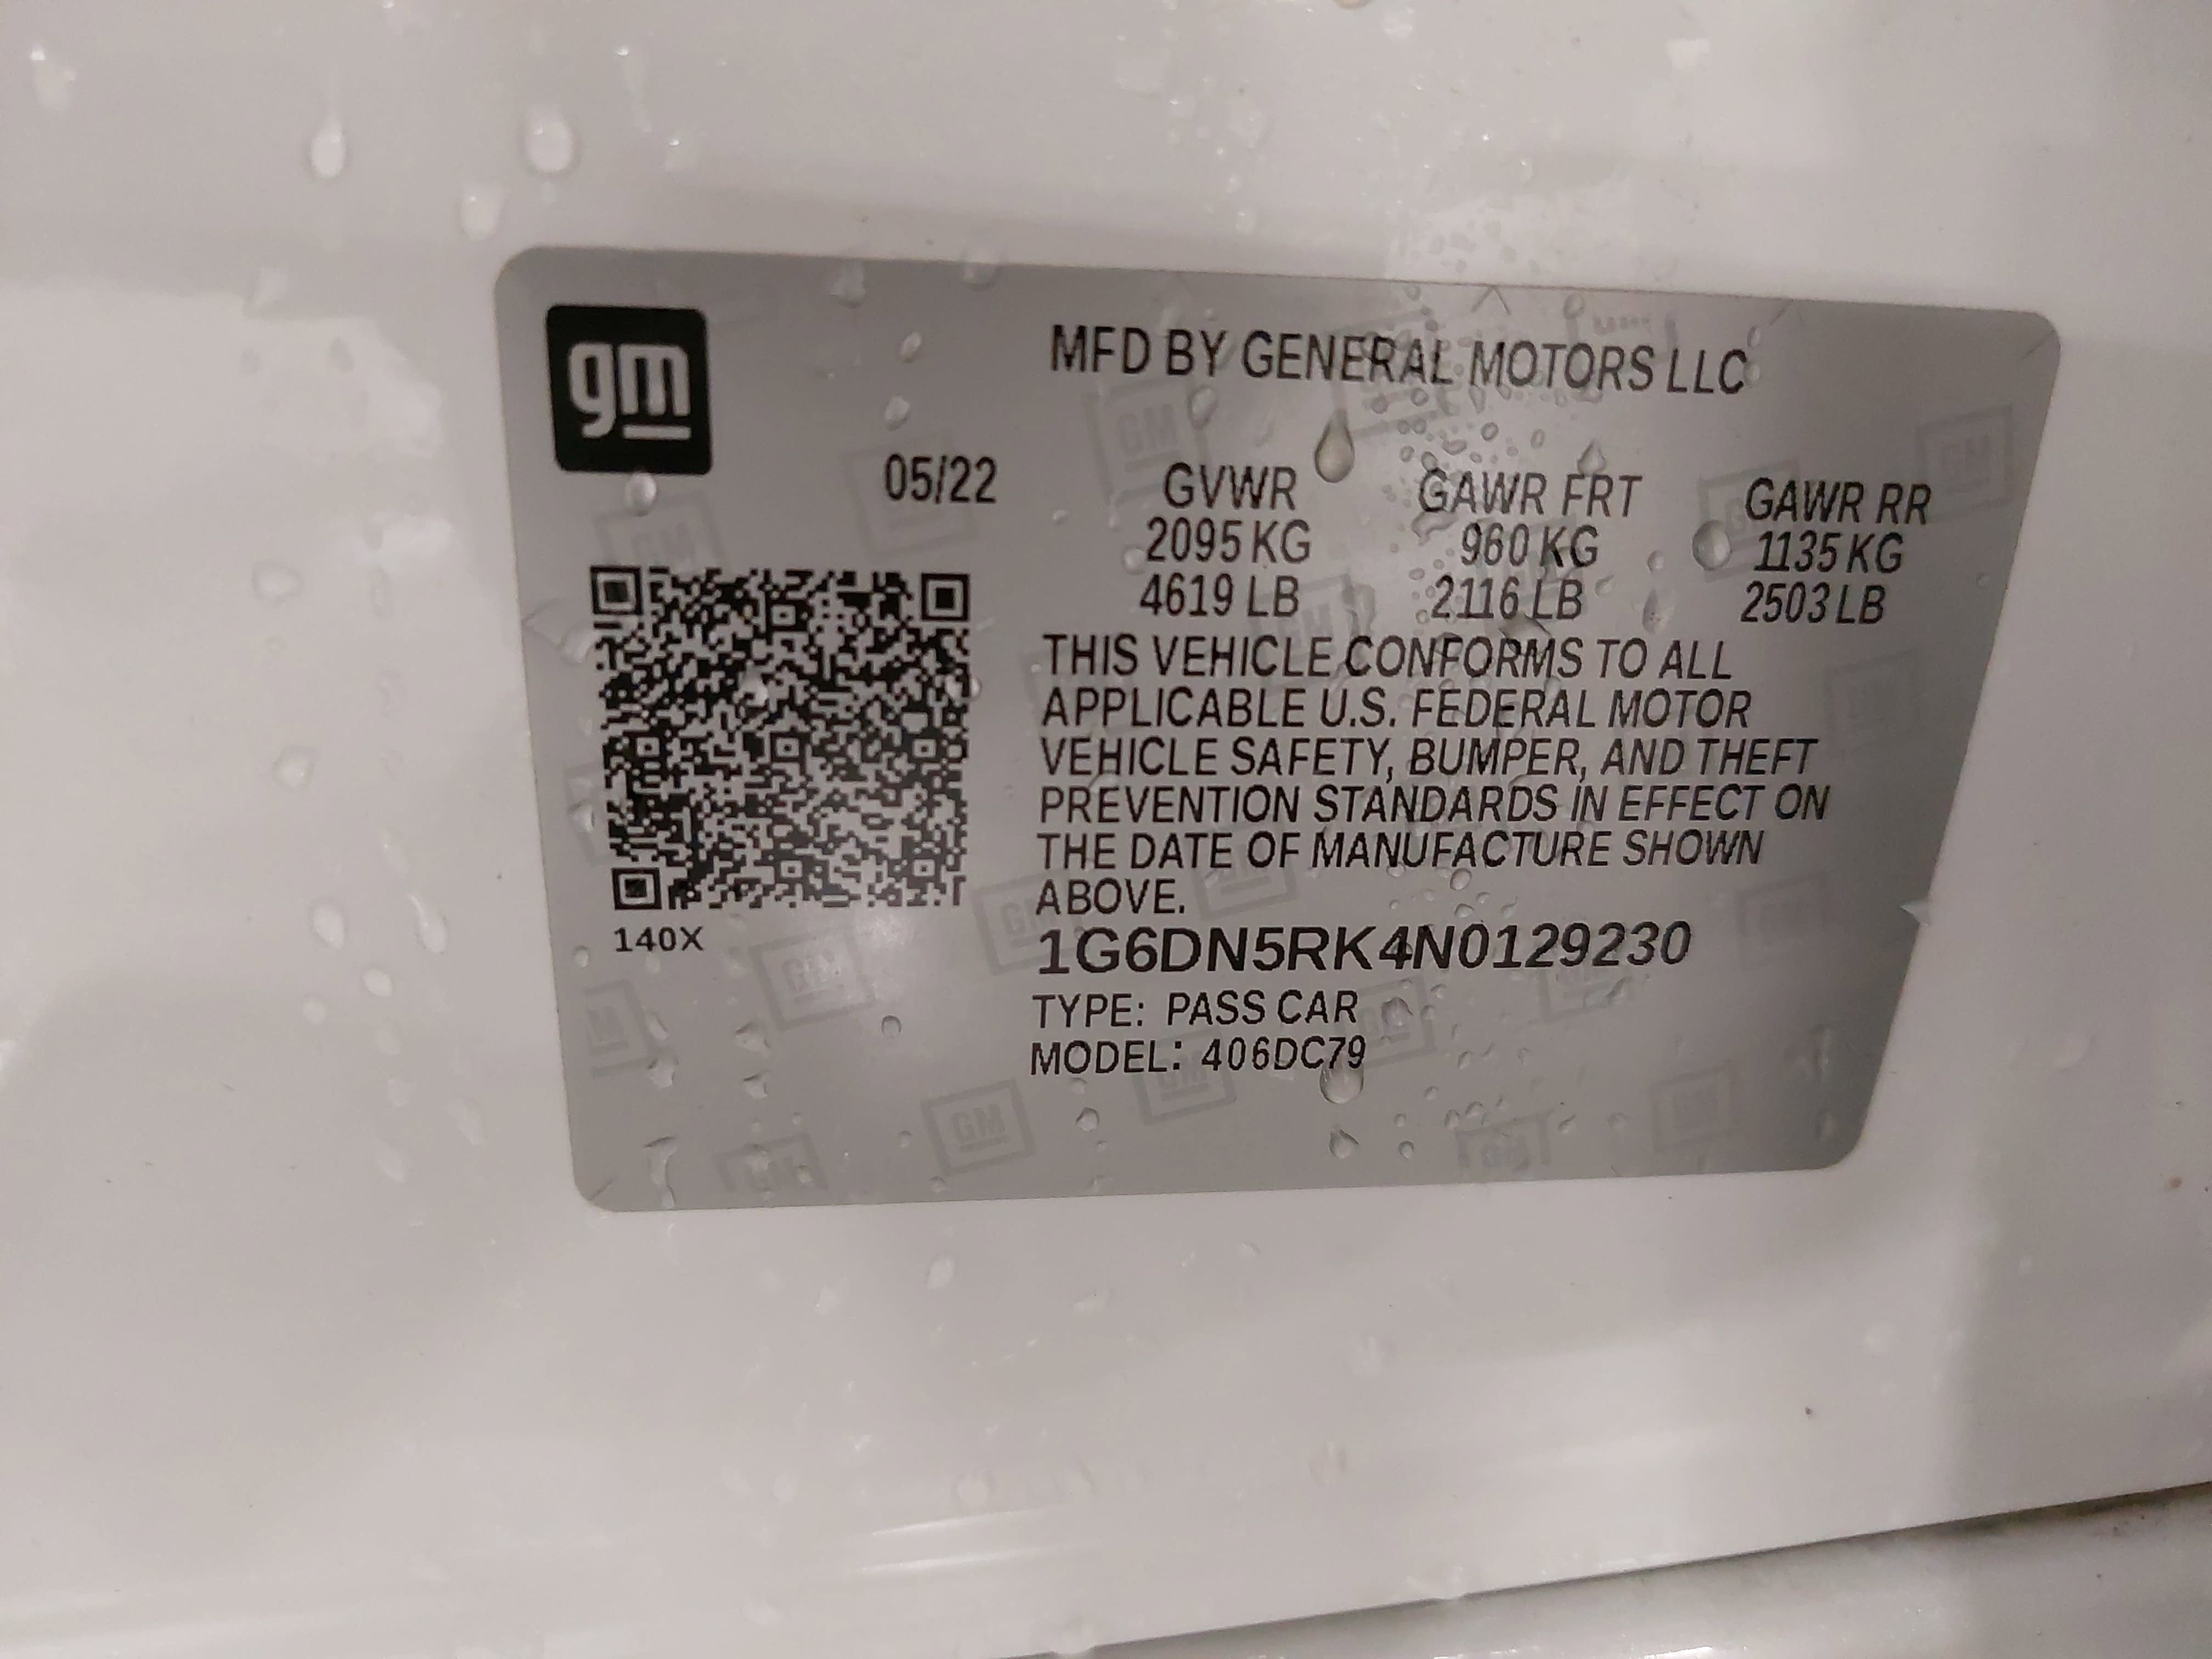 gm
MFD BY GENERAL MOTORS LLC
05/22
GVWR GAWR FRT GAWR RR
2095 KG 960 KG 1135 KG
4619 LB 2116 LB 2503 LB
THIS VEHICLE CONFORMS TO ALL
APPLICABLE U.S. FEDERAL MOTOR
VEHICLE SAFETY, BUMPER, AND THEFT
PREVENTION STANDARDS IN EFFECT ON
THE DATE OF MANUFACTURE SHOWN
ABOVE.
140X
1G6DN5RK4N0129230
TYPE: PASS CAR
MODEL: 406DC79